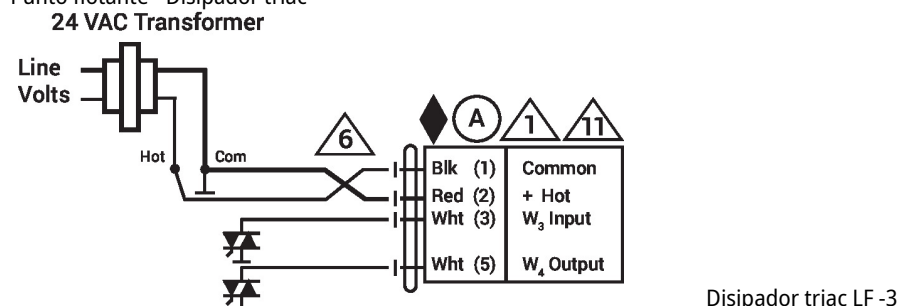 Punto flotante - Disipador triac
24 VAC Transformer
Line
Volts
Hot
Com
6
A
1
11
Blk (1) Common
Red (2) + Hot
Wht (3) W3 Input
Wht (5) W4 Output
Disipador triac LF -3